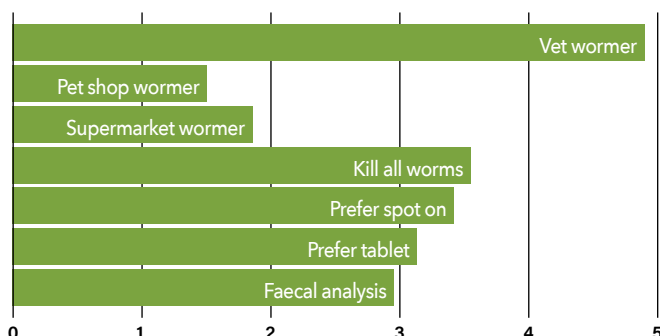 Vet wormer
Pet shop wormer
Supermarket wormer
Kill all worms
Prefer spot on
Prefer tablet
Faecal analysis
0 1 2 3 4 5